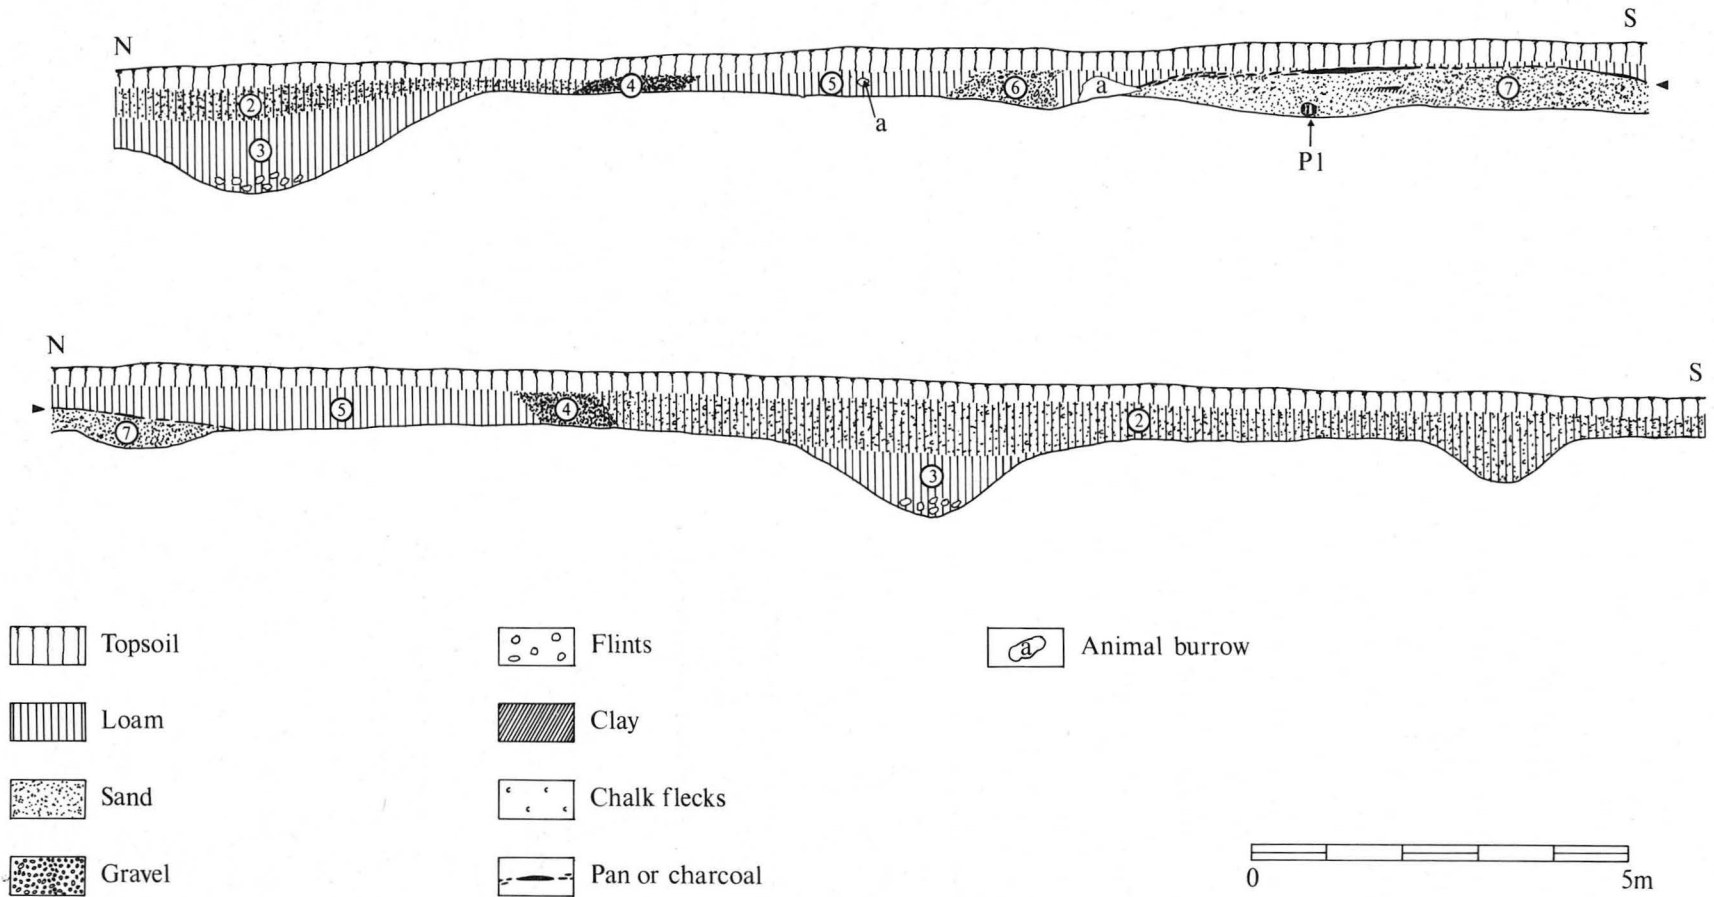 N S
2 3 4 5 a 6 a 7
P1
N S
7 5 4 3 2
Topsoil
Loam
Sand
Gravel
Flints
Clay
Chalk flecks
Pan or charcoal
a Animal burrow
0 5m